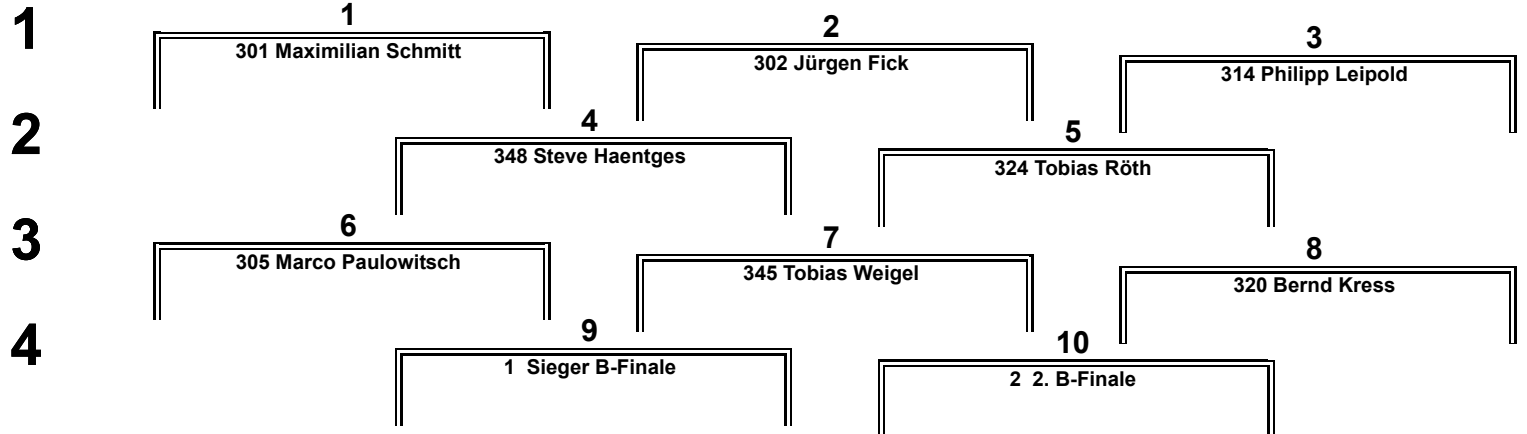 1
1
2
3
301 Maximilian Schmitt
302 Jürgen Fick
314 Philipp Leipold
2
4
5
348 Steve Haentges
324 Tobias Röth
3
6
7
8
305 Marco Paulowitsch
345 Tobias Weigel
320 Bernd Kress
4
9
10
1 Sieger B-Finale
2 2. B-Finale